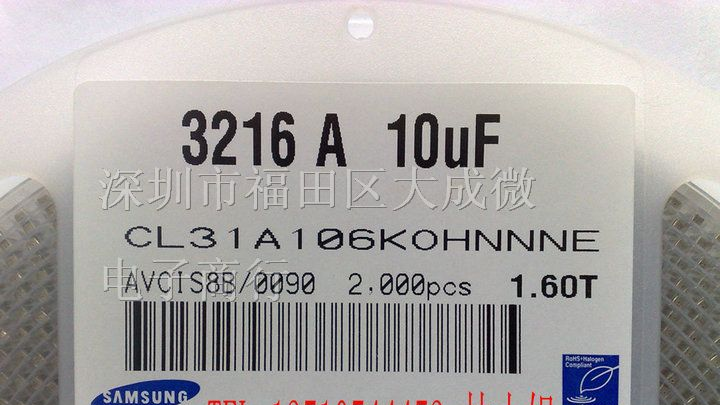 3216 A 10uF
深圳市福田区大成微
CL31A106KOHNNNE
电子商行
AVCIS8B/0090 2,000pcs 1.60T
RoHS+Halogen
Compliant
SAMSUNG